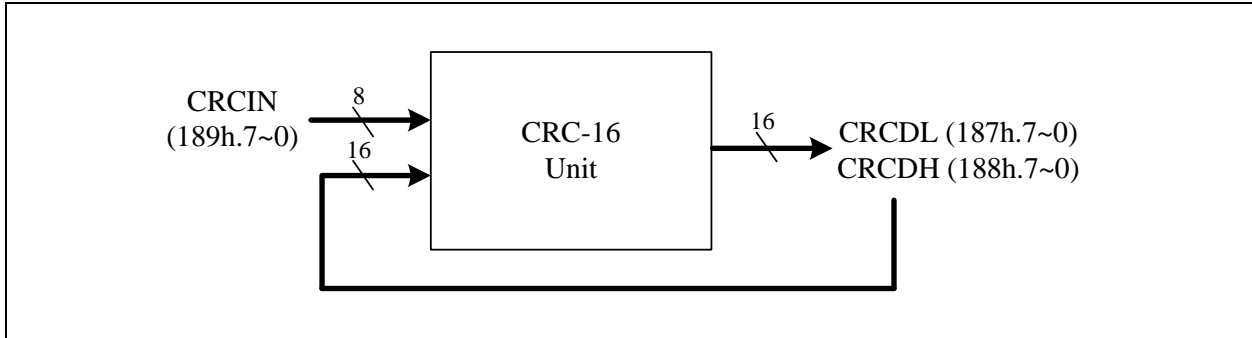 CRCIN
(189h.7~0)
8
16
CRC-16
Unit
16
CRCDL (187h.7~0)
CRCDH (188h.7~0)